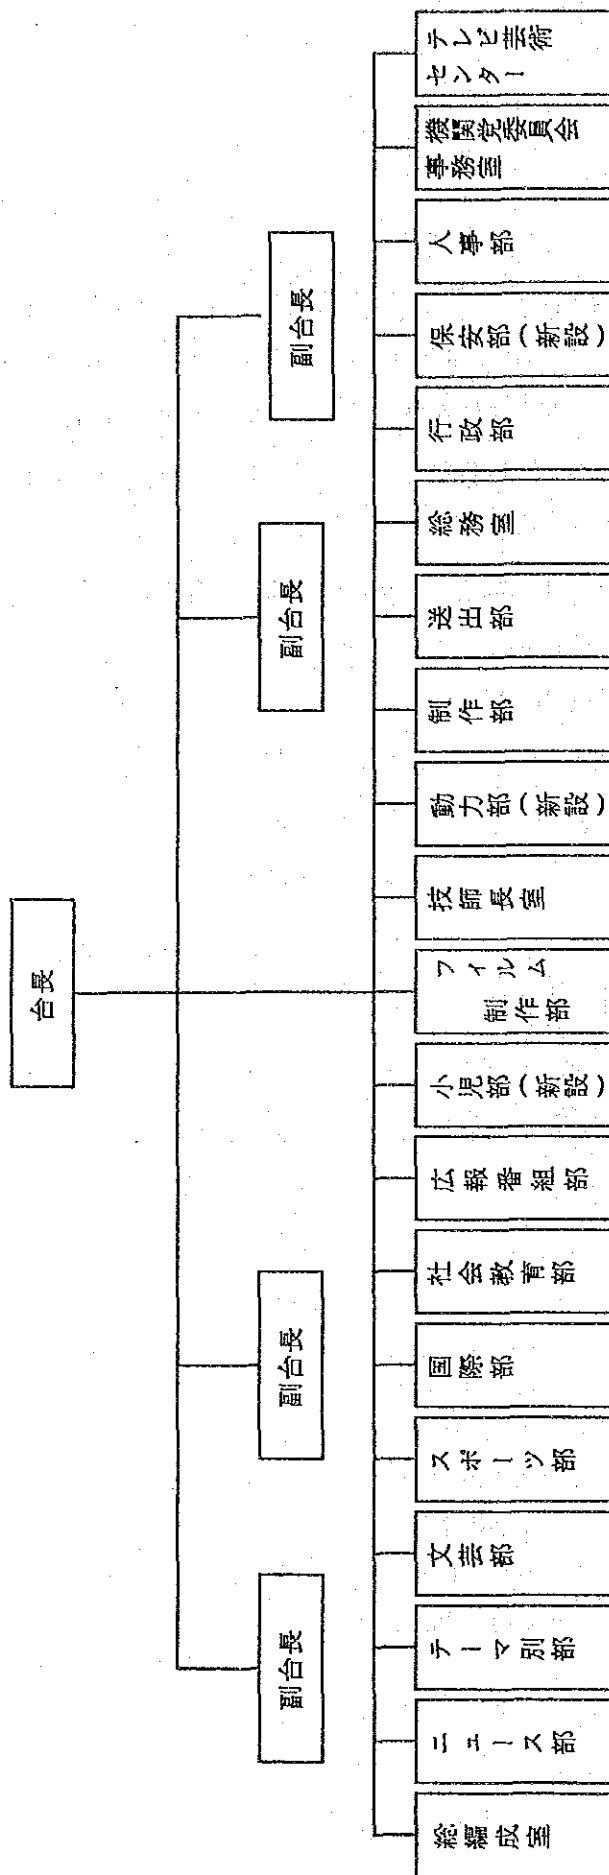 台長
副台長
副台長
副台長
副台長
総編成室
ニュース部
テーマ別部
文芸部
スポーツ部
国際部
社会教育部
広報番組部
小児部(新設)
フィルム
制作部
技師長室
動力部(新設)
制作部
送出部
総務室
行政部
保安部(新設)
人事部
機関党委員会
事務室
テレビ芸術
センター